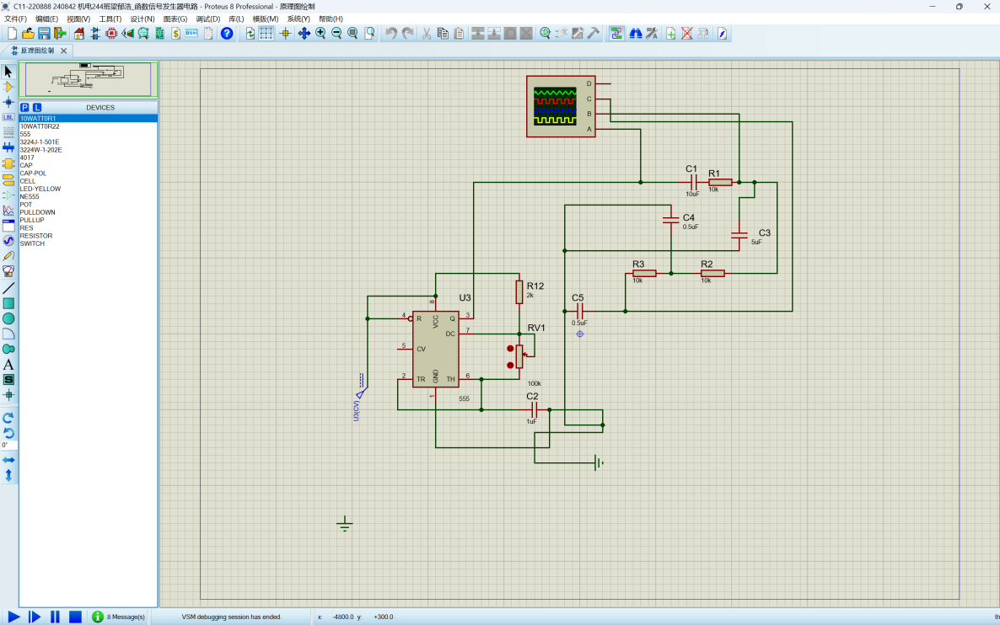 C11-220888 240842 机电244振梁郁浩_函数信号发生器电路 - Proteus 8 Professional - 原理图绘制
文件(F) 编辑(E) 视图(V) 工具(T) 设计(N) 图表(G) 调试(D) 库(L) 模版(M) 系统(Y) 帮助(H)
原理图绘制
P L DEVICES
10WATT0R1
10WATT0R22
555
3224J-1-501E
3224W-1-202E
4017
CAP
CAP-POL
CELL
LED-YELLOW
NE555
POT
PULLDOWN
PULLUP
RES
RESISTOR
SWITCH
LBL
A
S
0°
D
C
B
A
C1
10uF
R1
10k
C4
0.5uF
C3
5uF
R3
10k
R2
10k
C5
0.5uF
R12
2k
RV1
100k
U3
555
8
VCC
4
R
Q
3
DC
7
5
CV
2
TR
GND
TH
6
1
C2
1uF
U3(CV)
8 Message(s)
VSM debugging session has ended.
x: -4800.0 y: +300.0
th